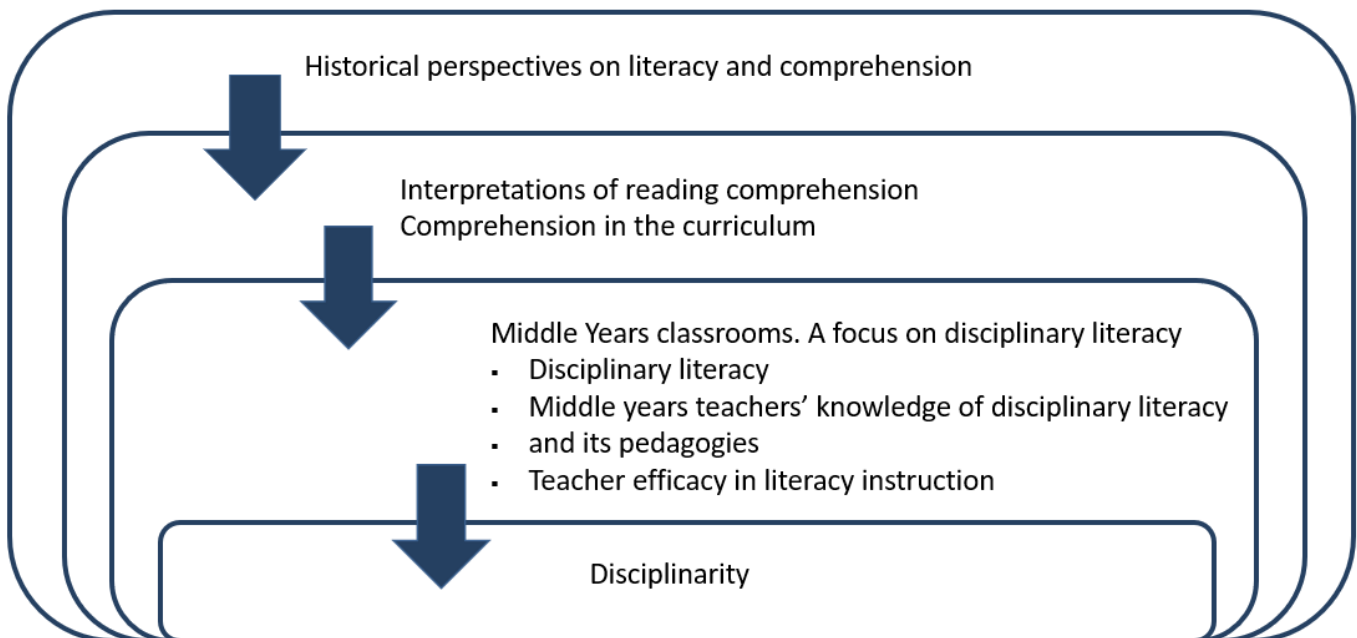 Historical perspectives on literacy and comprehension
Interpretations of reading comprehension
Comprehension in the curriculum
Middle Years classrooms. A focus on disciplinary literacy
▪ Disciplinary literacy
▪ Middle years teachers’ knowledge of disciplinary literacy
▪ and its pedagogies
▪ Teacher efficacy in literacy instruction
Disciplinarity